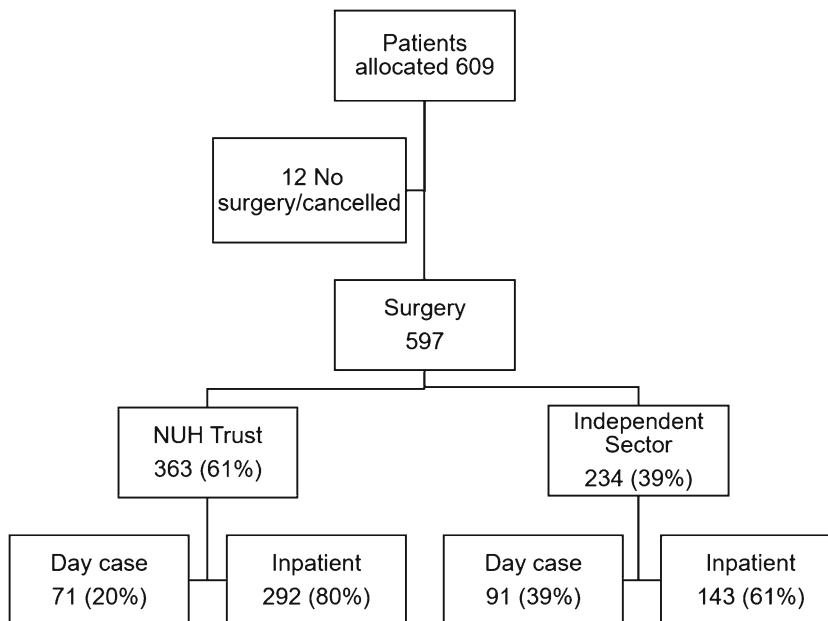 Patients
allocated 609
12 No
surgery/cancelled
Surgery
597
NUH Trust
363 (61%)
Independent
Sector
234 (39%)
Day case
71 (20%)
Inpatient
292 (80%)
Day case
91 (39%)
Inpatient
143 (61%)